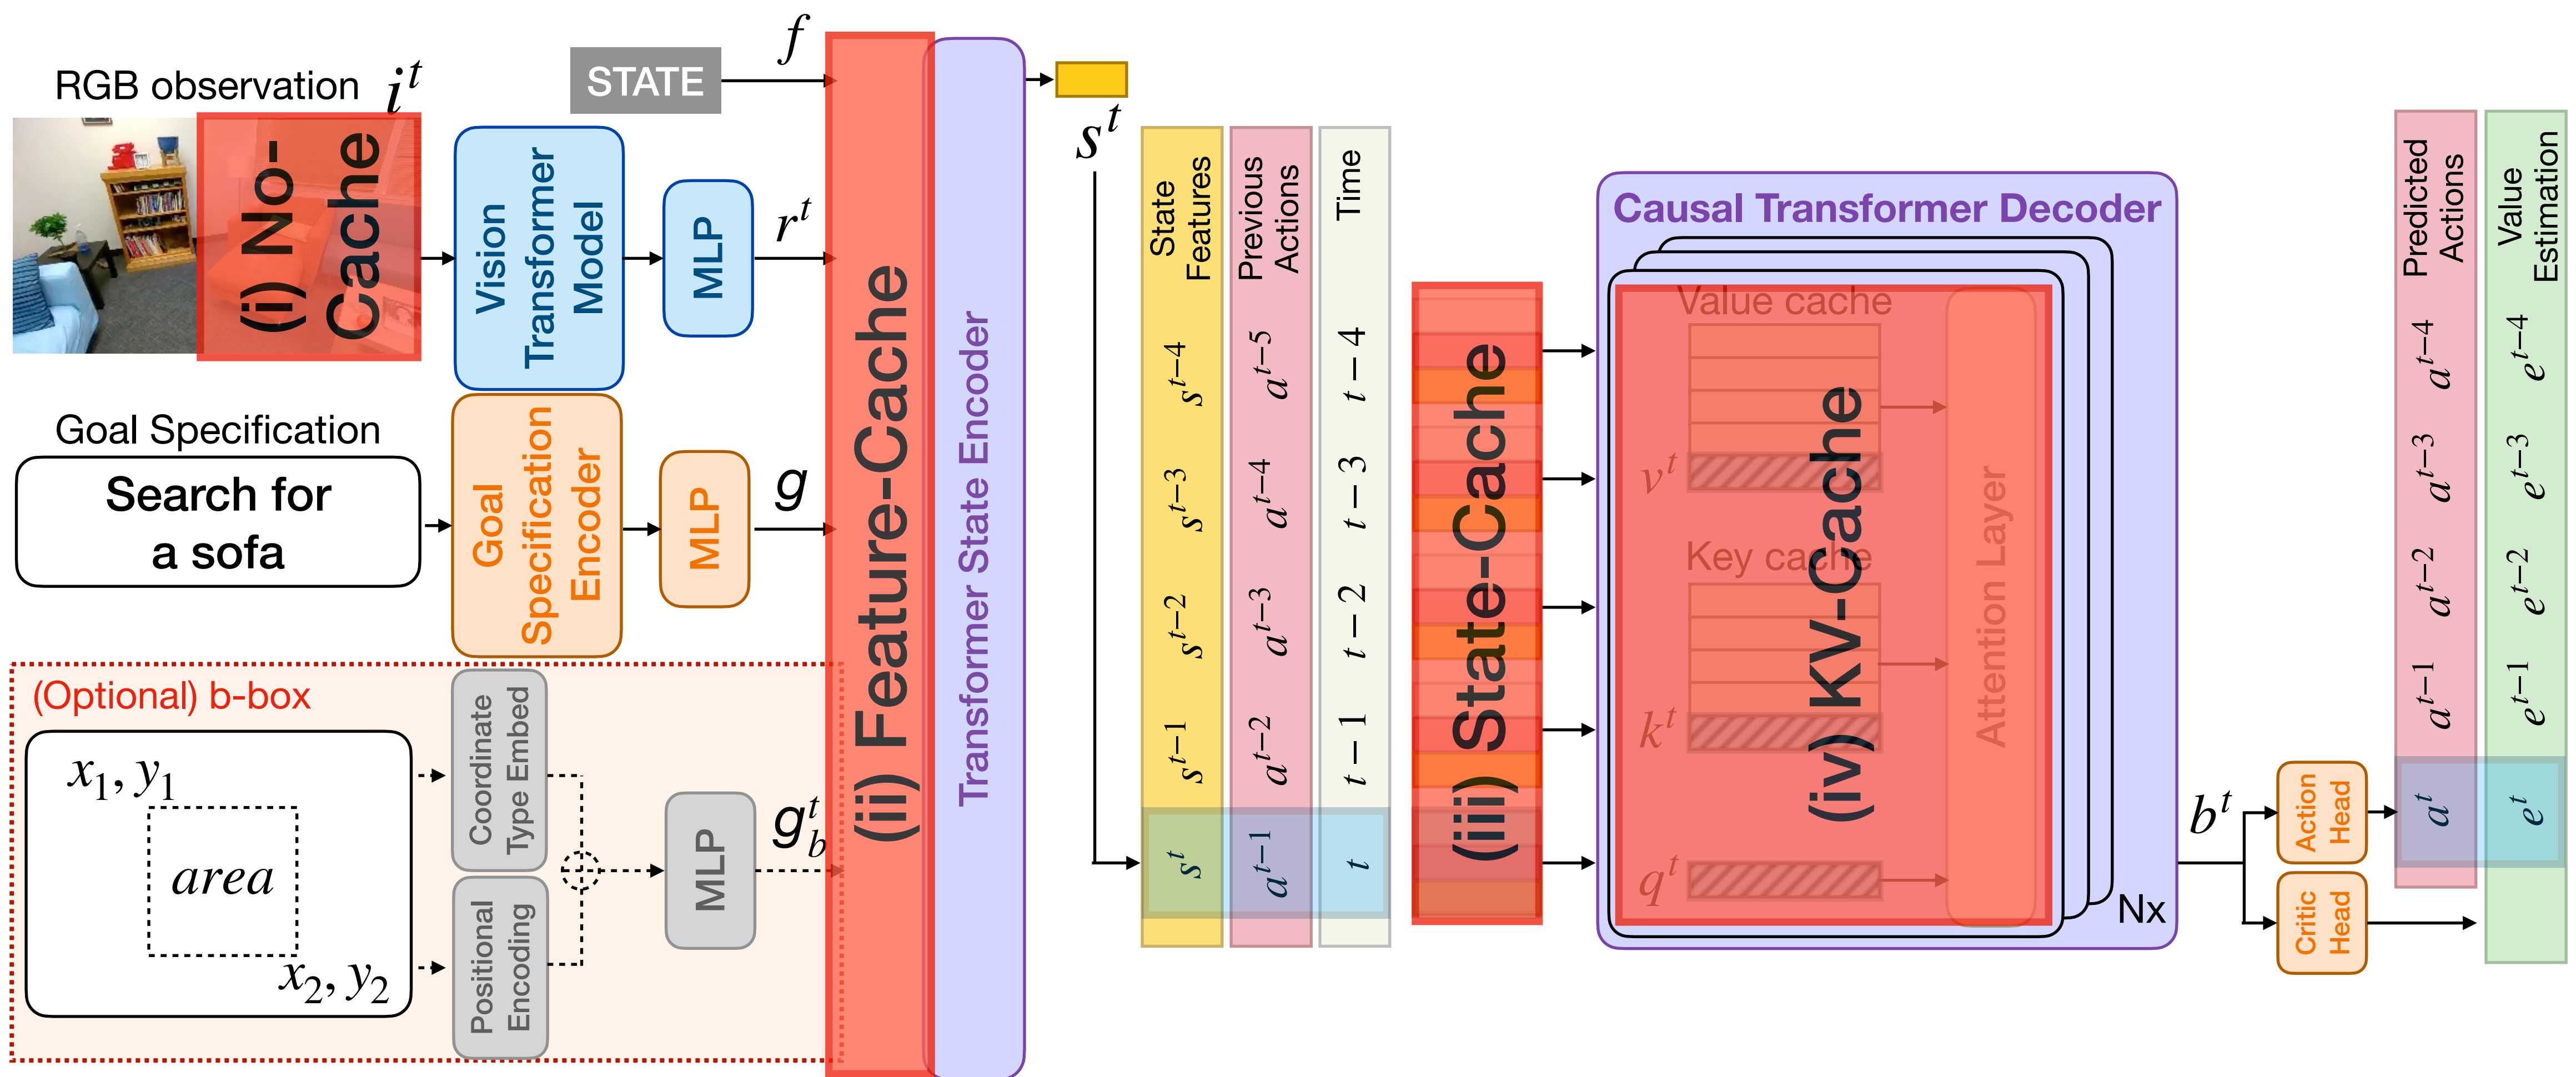 RGB observation
i^t
(i) No-
Cache
Vision
Transformer
Model
MLP
r^t
STATE
f
Goal Specification
Search for
a sofa
Goal
Specification
Encoder
MLP
g
(Optional) b-box
x_1, y_1
area
x_2, y_2
Coordinate
Type Embed
Positional
Encoding
MLP
g_b^t
(ii) Feature-Cache
Transformer State Encoder
s^t
State
Features
s^{t-4}
s^{t-3}
s^{t-2}
s^{t-1}
s^t
Previous
Actions
a^{t-5}
a^{t-4}
a^{t-3}
a^{t-2}
a^{t-1}
Time
t-4
t-3
t-2
t-1
t
(iii) State-Cache
Causal Transformer Decoder
Value cache
v^t
Key cache
k^t
q^t
Attention Layer
(iv) KV-Cache
Nx
b^t
Action
Head
Critic
Head
Predicted
Actions
a^{t-4}
a^{t-3}
a^{t-2}
a^{t-1}
a^t
Value
Estimation
e^{t-4}
e^{t-3}
e^{t-2}
e^{t-1}
e^t